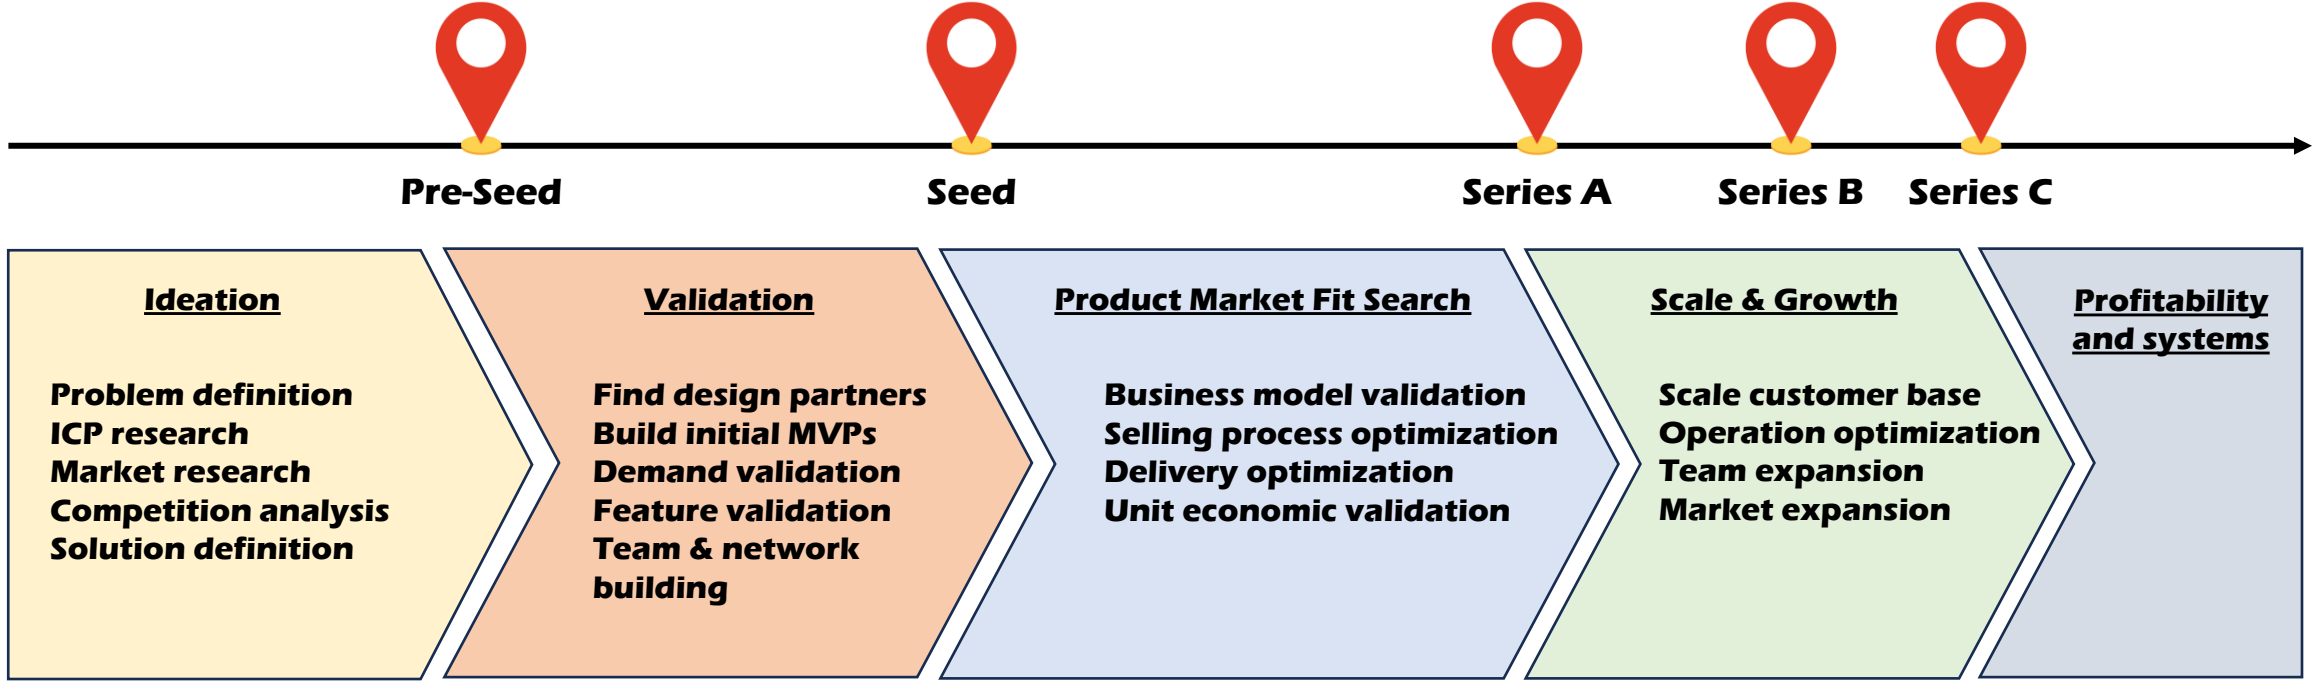 Pre-Seed
Seed
Series A
Series B
Series C
Ideation
Problem definition
ICP research
Market research
Competition analysis
Solution definition
Validation
Find design partners
Build initial MVPs
Demand validation
Feature validation
Team & network
building
Product Market Fit Search
Business model validation
Selling process optimization
Delivery optimization
Unit economic validation
Scale & Growth
Scale customer base
Operation optimization
Team expansion
Market expansion
Profitability
and systems